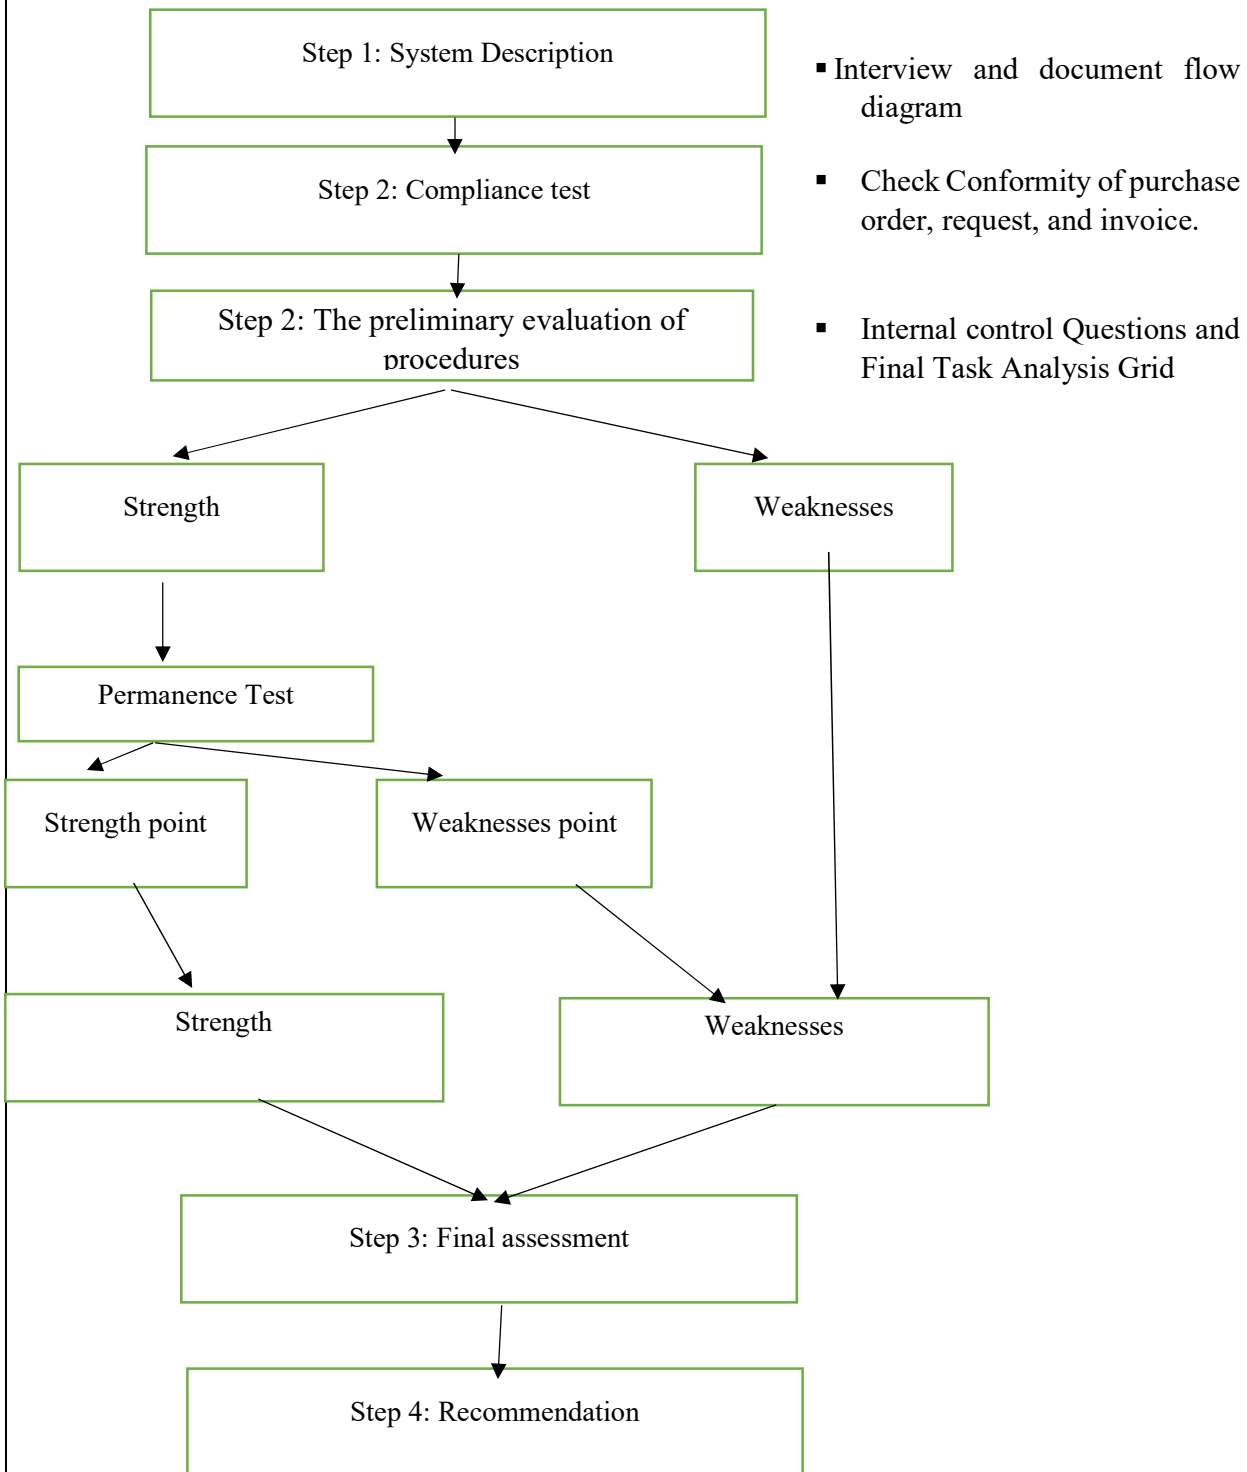 Step 1: System Description
▪ Interview and document flow
diagram
Step 2: Compliance test
▪ Check Conformity of purchase
order, request, and invoice.
Step 2: The preliminary evaluation of
procedures
▪ Internal control Questions and
Final Task Analysis Grid
Strength
Weaknesses
Permanence Test
Strength point
Weaknesses point
Strength
Weaknesses
Step 3: Final assessment
Step 4: Recommendation